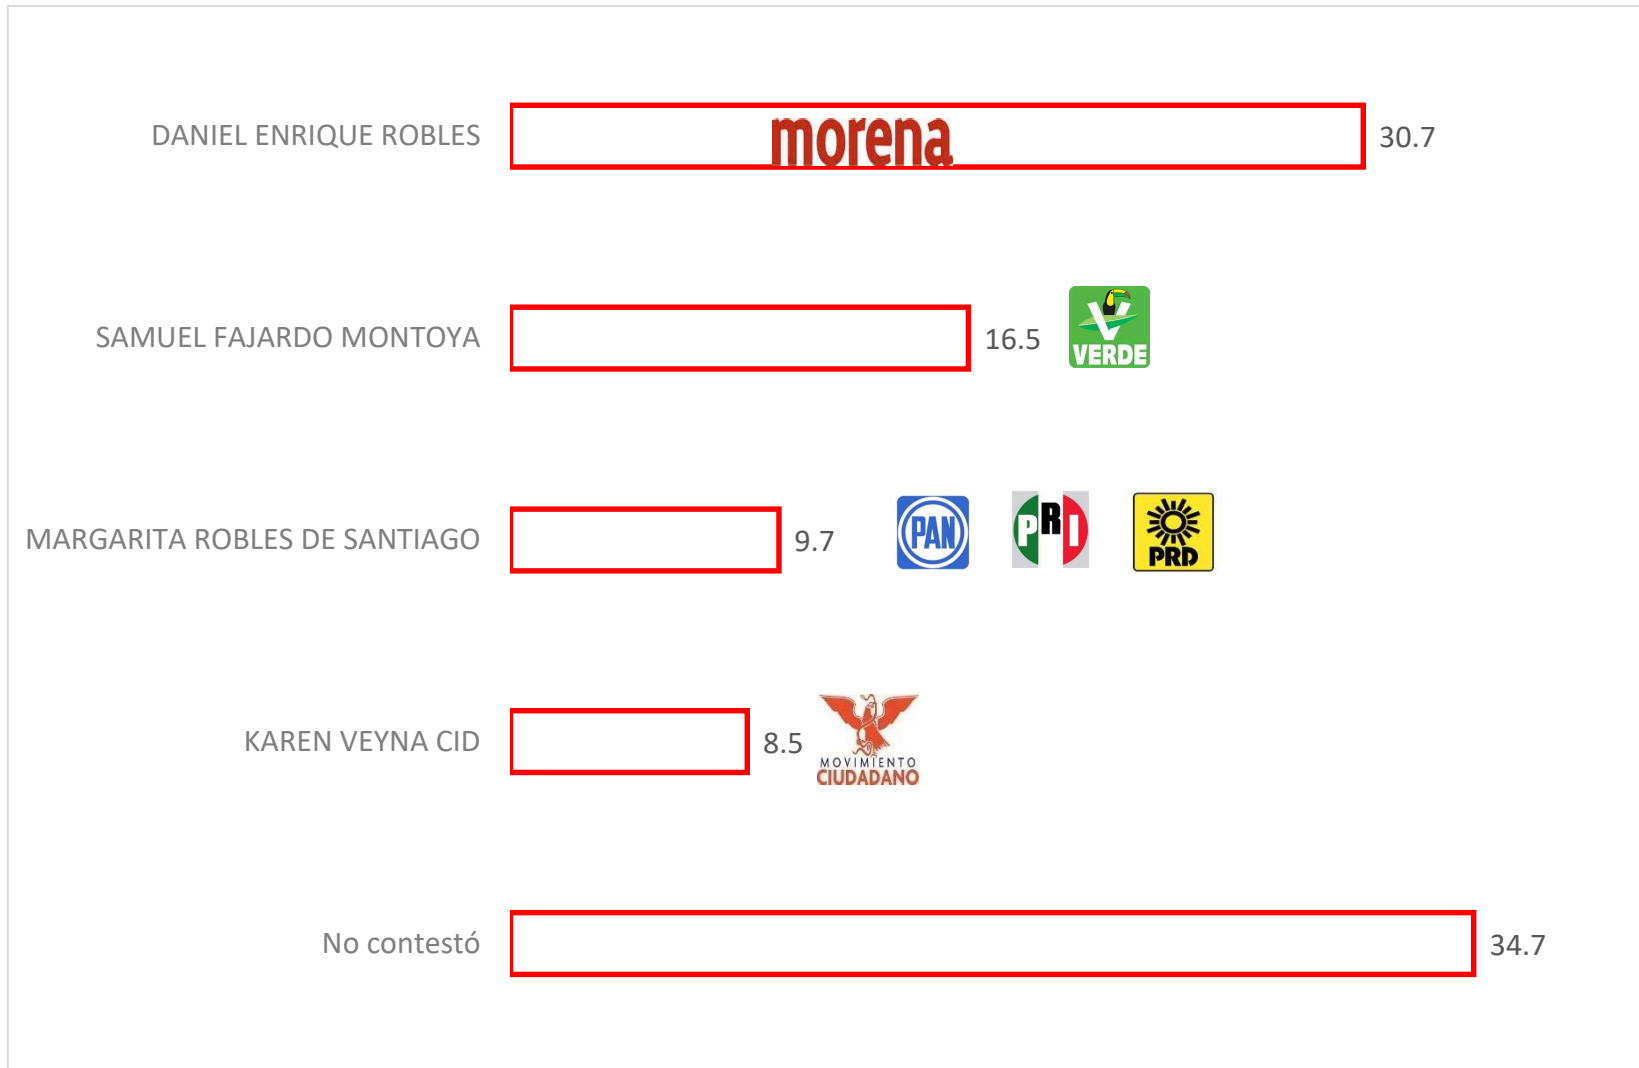 DANIEL ENRIQUE ROBLES
morena
30.7
SAMUEL FAJARDO MONTOYA
16.5
VERDE
MARGARITA ROBLES DE SANTIAGO
9.7
PAN
PRI
PRD
KAREN VEYNA CID
8.5
MOVIMIENTO
CIUDADANO
No contestó
34.7